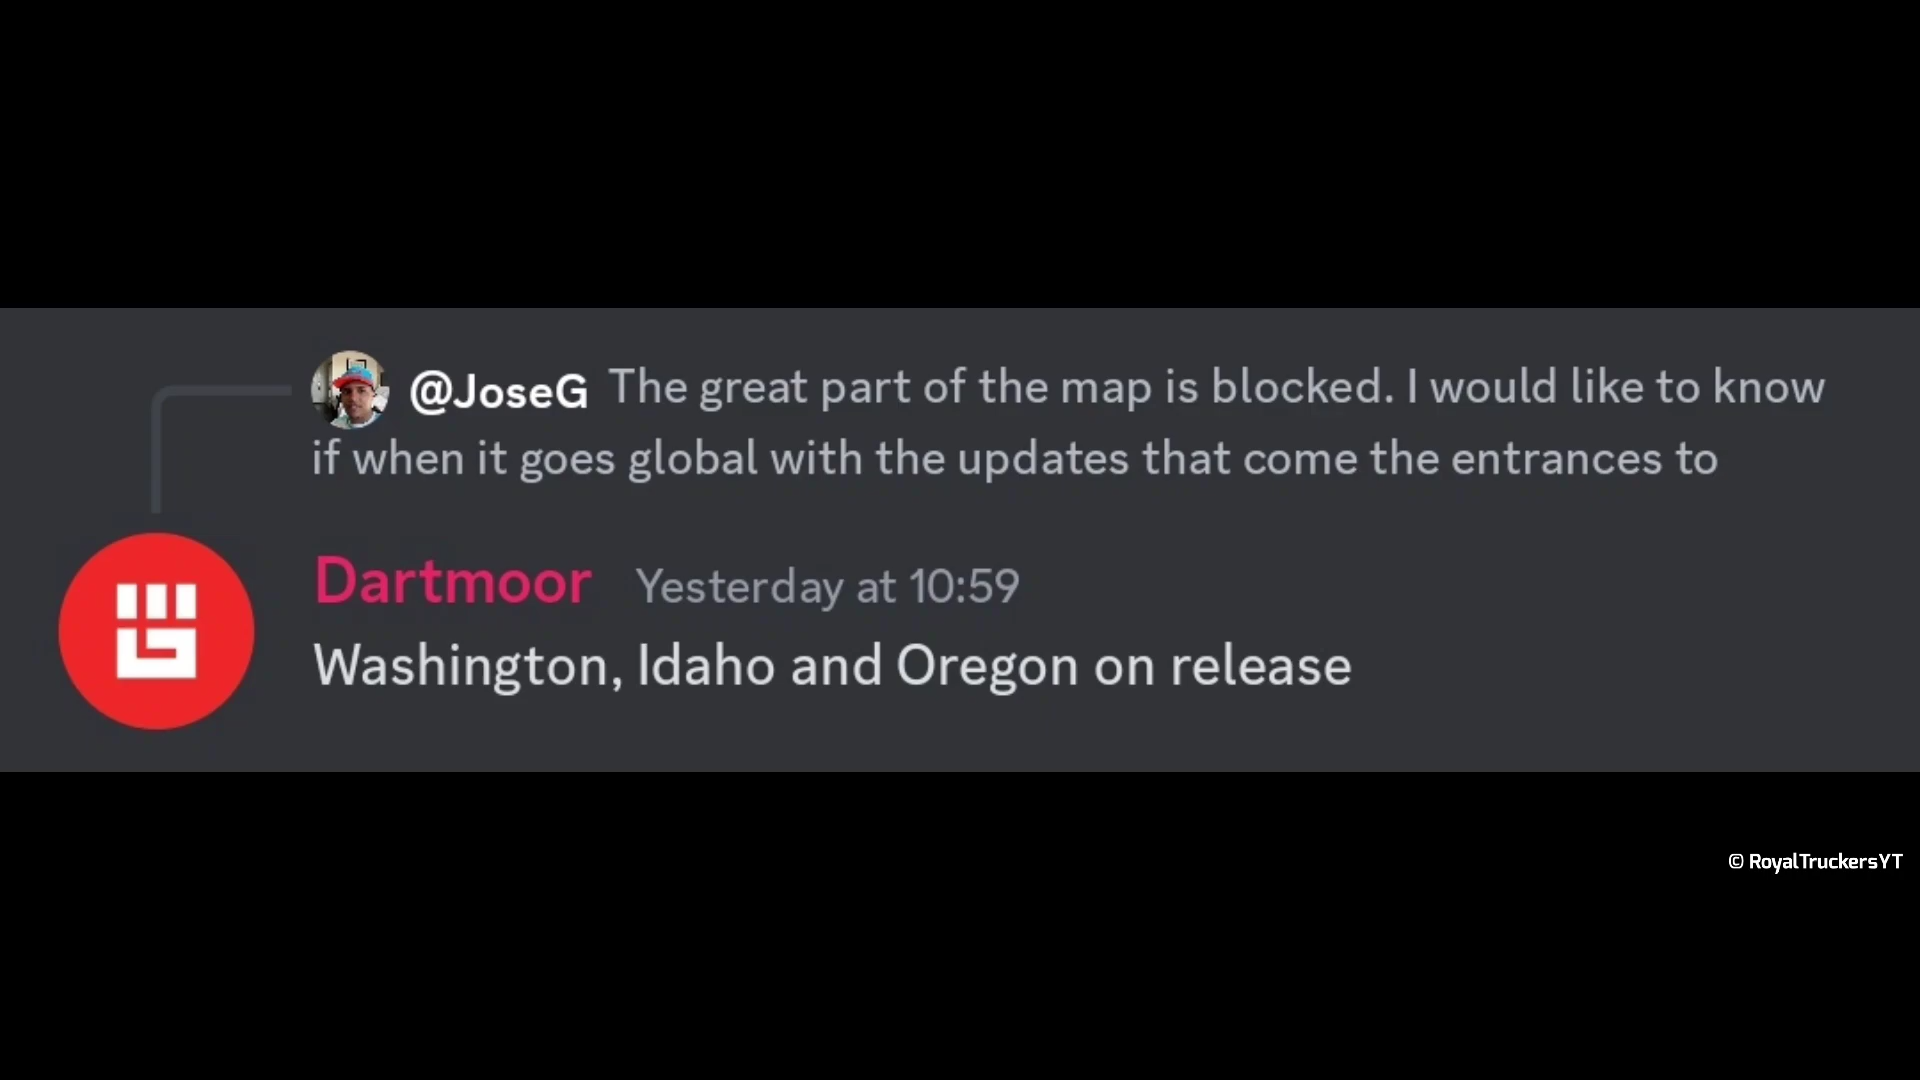 @JoseG The great part of the map is blocked. I would like to know
if when it goes global with the updates that come the entrances to
Dartmoor Yesterday at 10:59
Washington, Idaho and Oregon on release
© RoyalTruckersYT